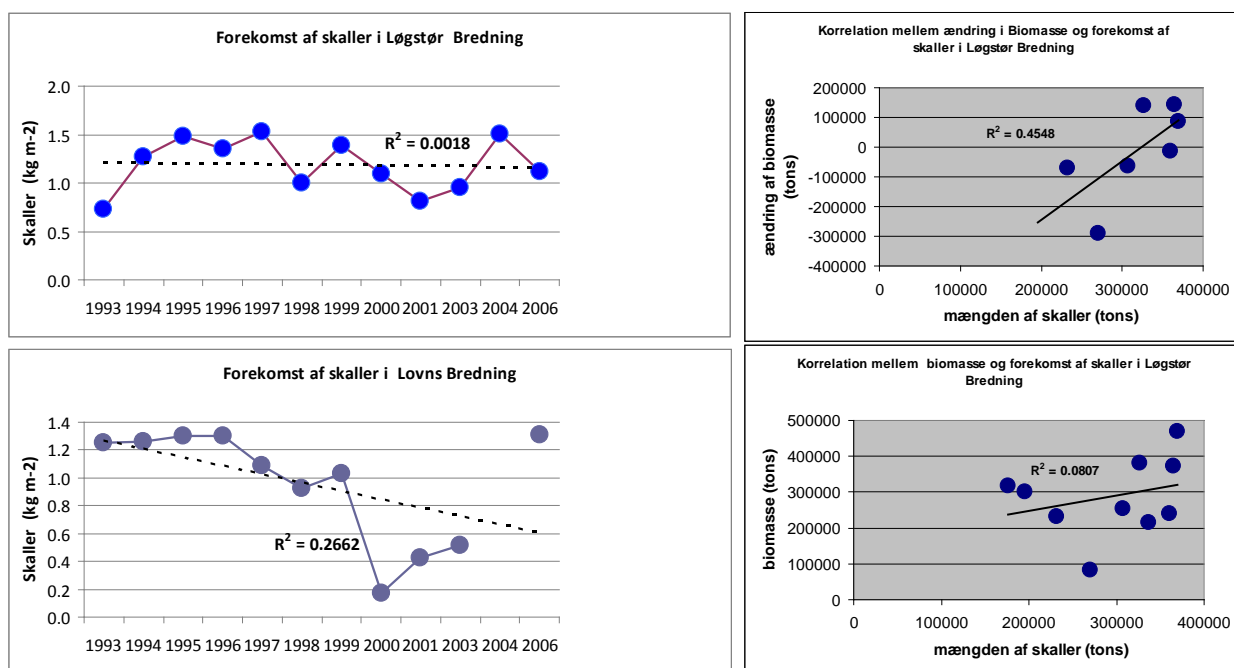 Forekomst af skaller i Løgstør Bredning
Skaller (kg m-2)
2.0
1.5
1.0
0.5
0.0
R² = 0.0018
1993 1994 1995 1996 1997 1998 1999 2000 2001 2003 2004 2006
Korrelation mellem ændring i Biomasse og forekomst af
skaller i Løgstør Bredning
ændring af biomasse
(tons)
200000
100000
0
-100000
-200000
-300000
-400000
R² = 0.4548
0 100000 200000 300000 400000
mængden af skaller (tons)
Forekomst af skaller i Lovns Bredning
Skaller (kg m-2)
1.4
1.2
1.0
0.8
0.6
0.4
0.2
0.0
R² = 0.2662
1993 1994 1995 1996 1997 1998 1999 2000 2001 2003 2004 2006
Korrelation mellem biomasse og forekomst af skaller i Løgstør
Bredning
biomasse (tons)
500000
400000
300000
200000
100000
0
R² = 0.0807
0 100000 200000 300000 400000
mængden af skaller (tons)